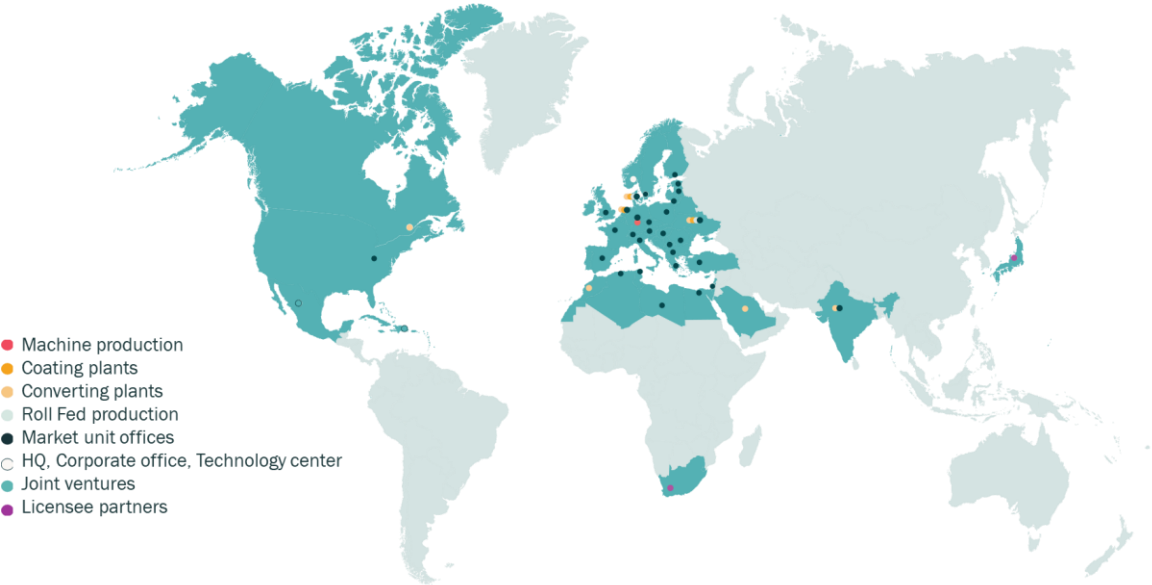 Machine production
Coating plants
Converting plants
Roll Fed production
Market unit offices
HQ, Corporate office, Technology center
Joint ventures
Licensee partners